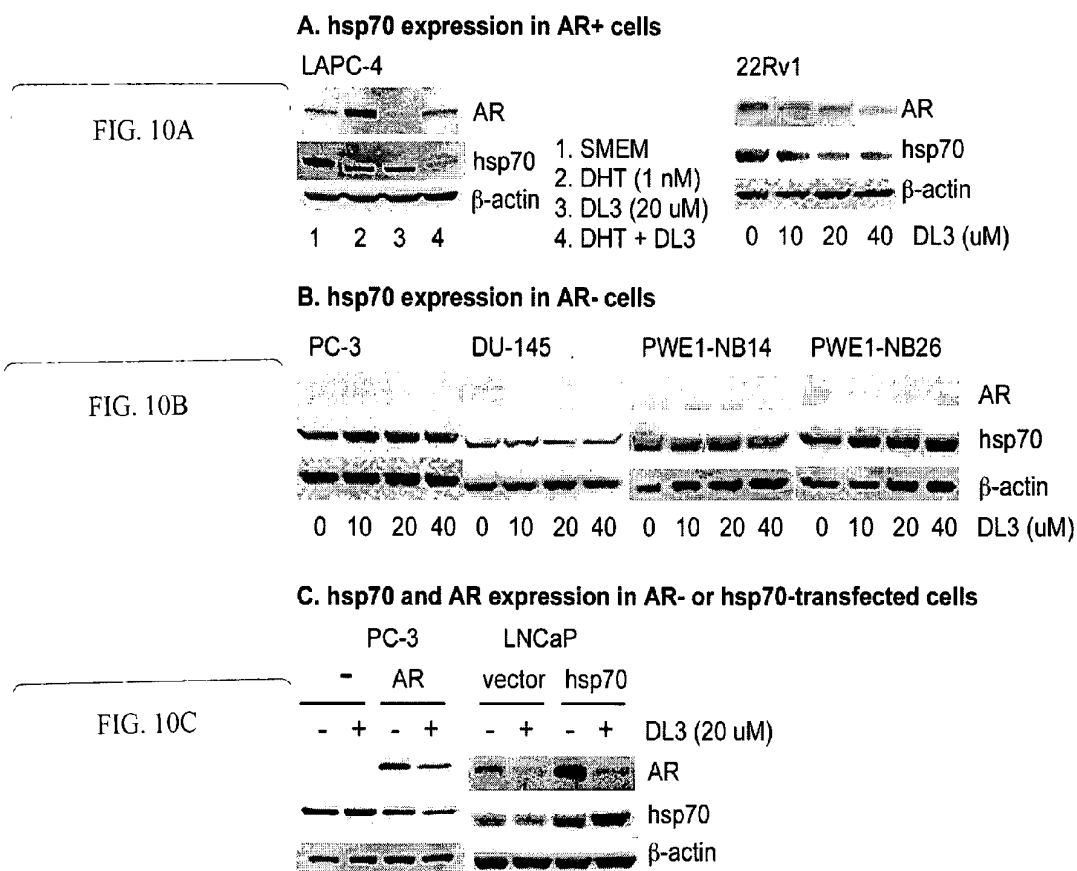 A. hsp70 expression in AR+ cells
FIG. 10A
LAPC-4
AR
hsp70
β-actin
1 2 3 4
1. SMEM
2. DHT (1 nM)
3. DL3 (20 uM)
4. DHT + DL3
22Rv1
AR
hsp70
β-actin
0 10 20 40 DL3 (uM)
B. hsp70 expression in AR- cells
FIG. 10B
PC-3 DU-145 PWE1-NB14 PWE1-NB26
AR
hsp70
β-actin
0 10 20 40 0 10 20 40 0 10 20 40 0 10 20 40 DL3 (uM)
C. hsp70 and AR expression in AR- or hsp70-transfected cells
FIG. 10C
PC-3 LNCaP
- AR vector hsp70
- + - + - + - + DL3 (20 uM)
AR
hsp70
β-actin